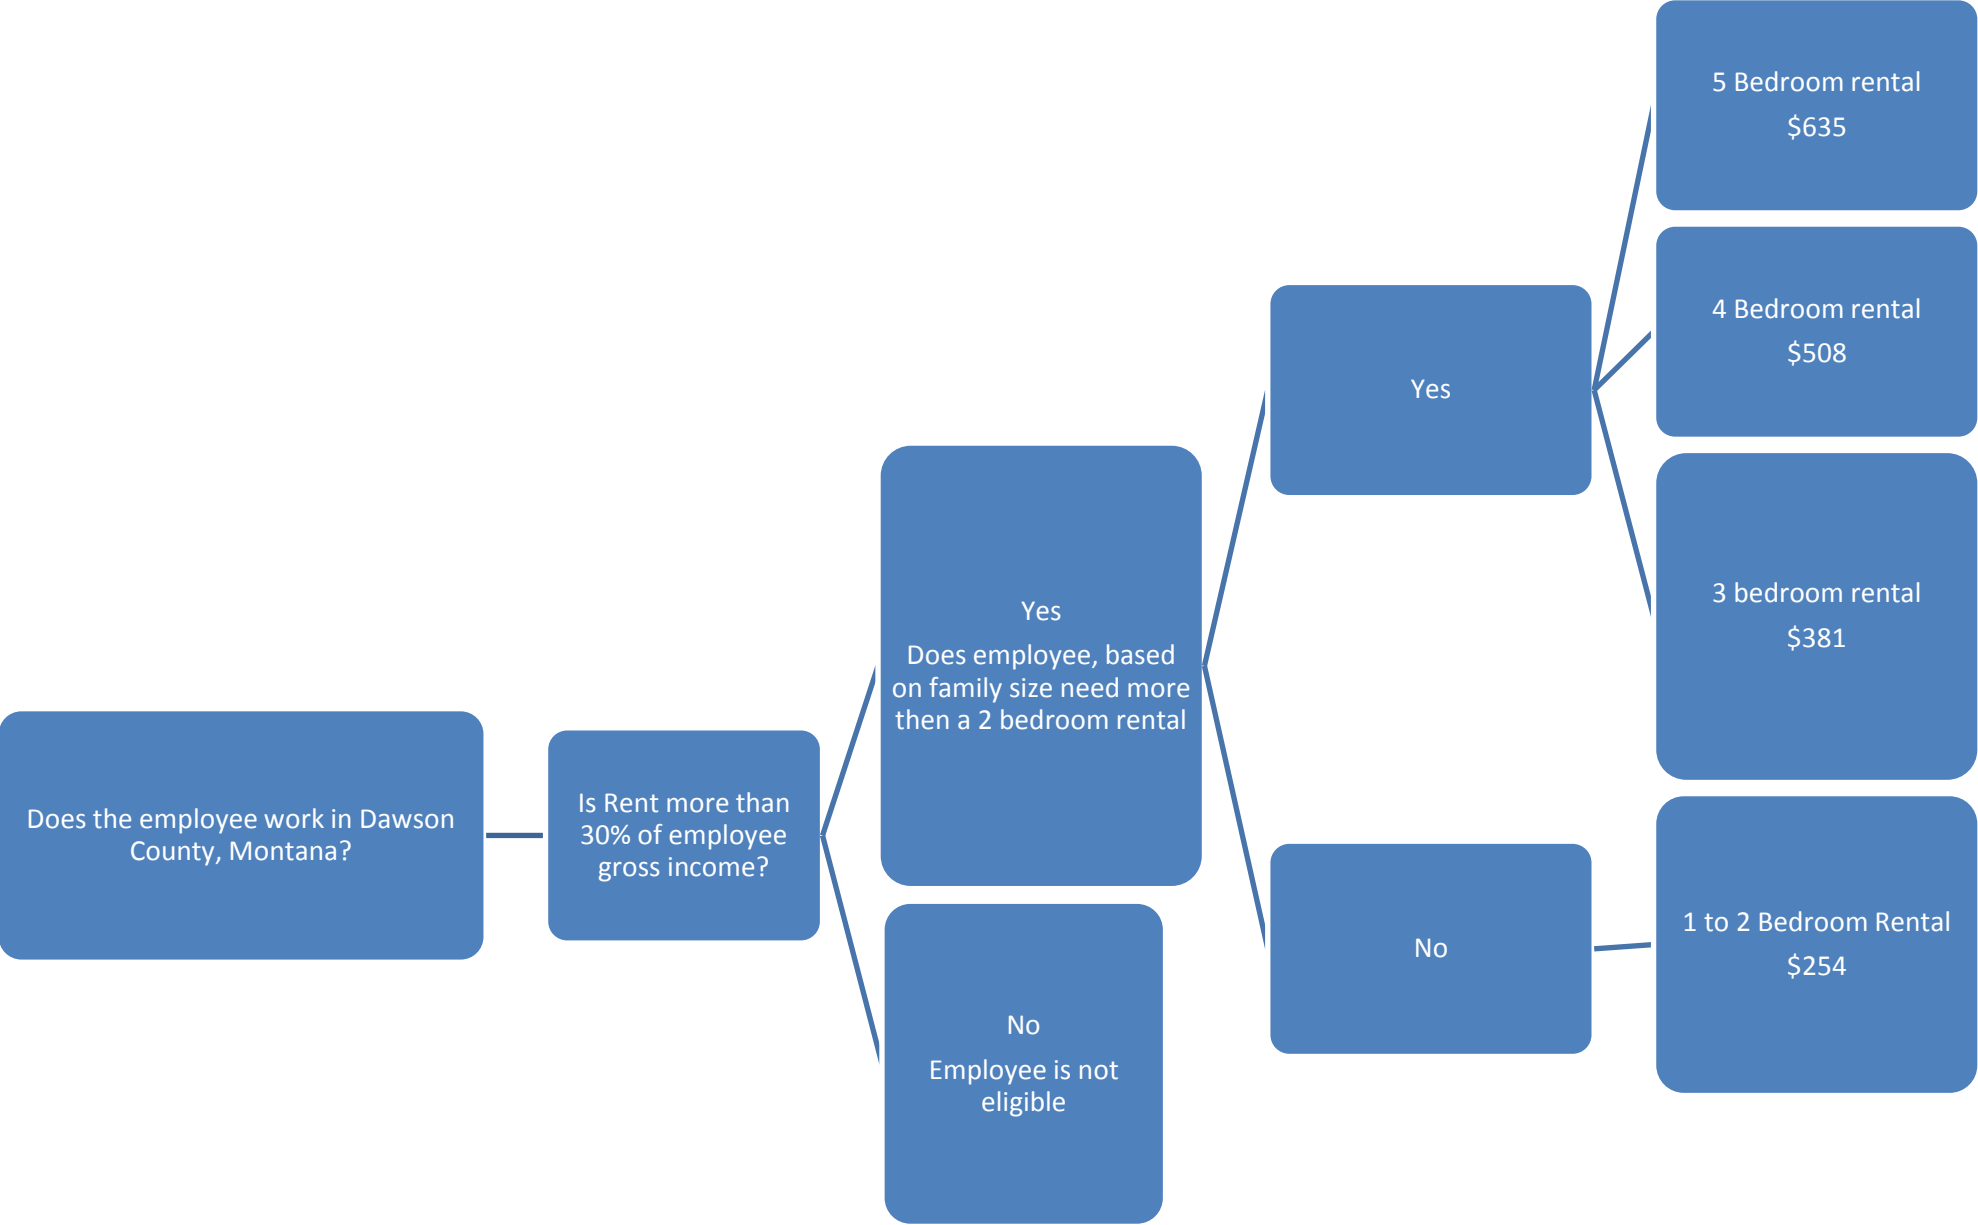 Does the employee work in Dawson
County, Montana?
Is Rent more than
30% of employee
gross income?
Yes
Does employee, based
on family size need more
then a 2 bedroom rental
No
Employee is not
eligible
Yes
No
5 Bedroom rental
$635
4 Bedroom rental
$508
3 bedroom rental
$381
1 to 2 Bedroom Rental
$254